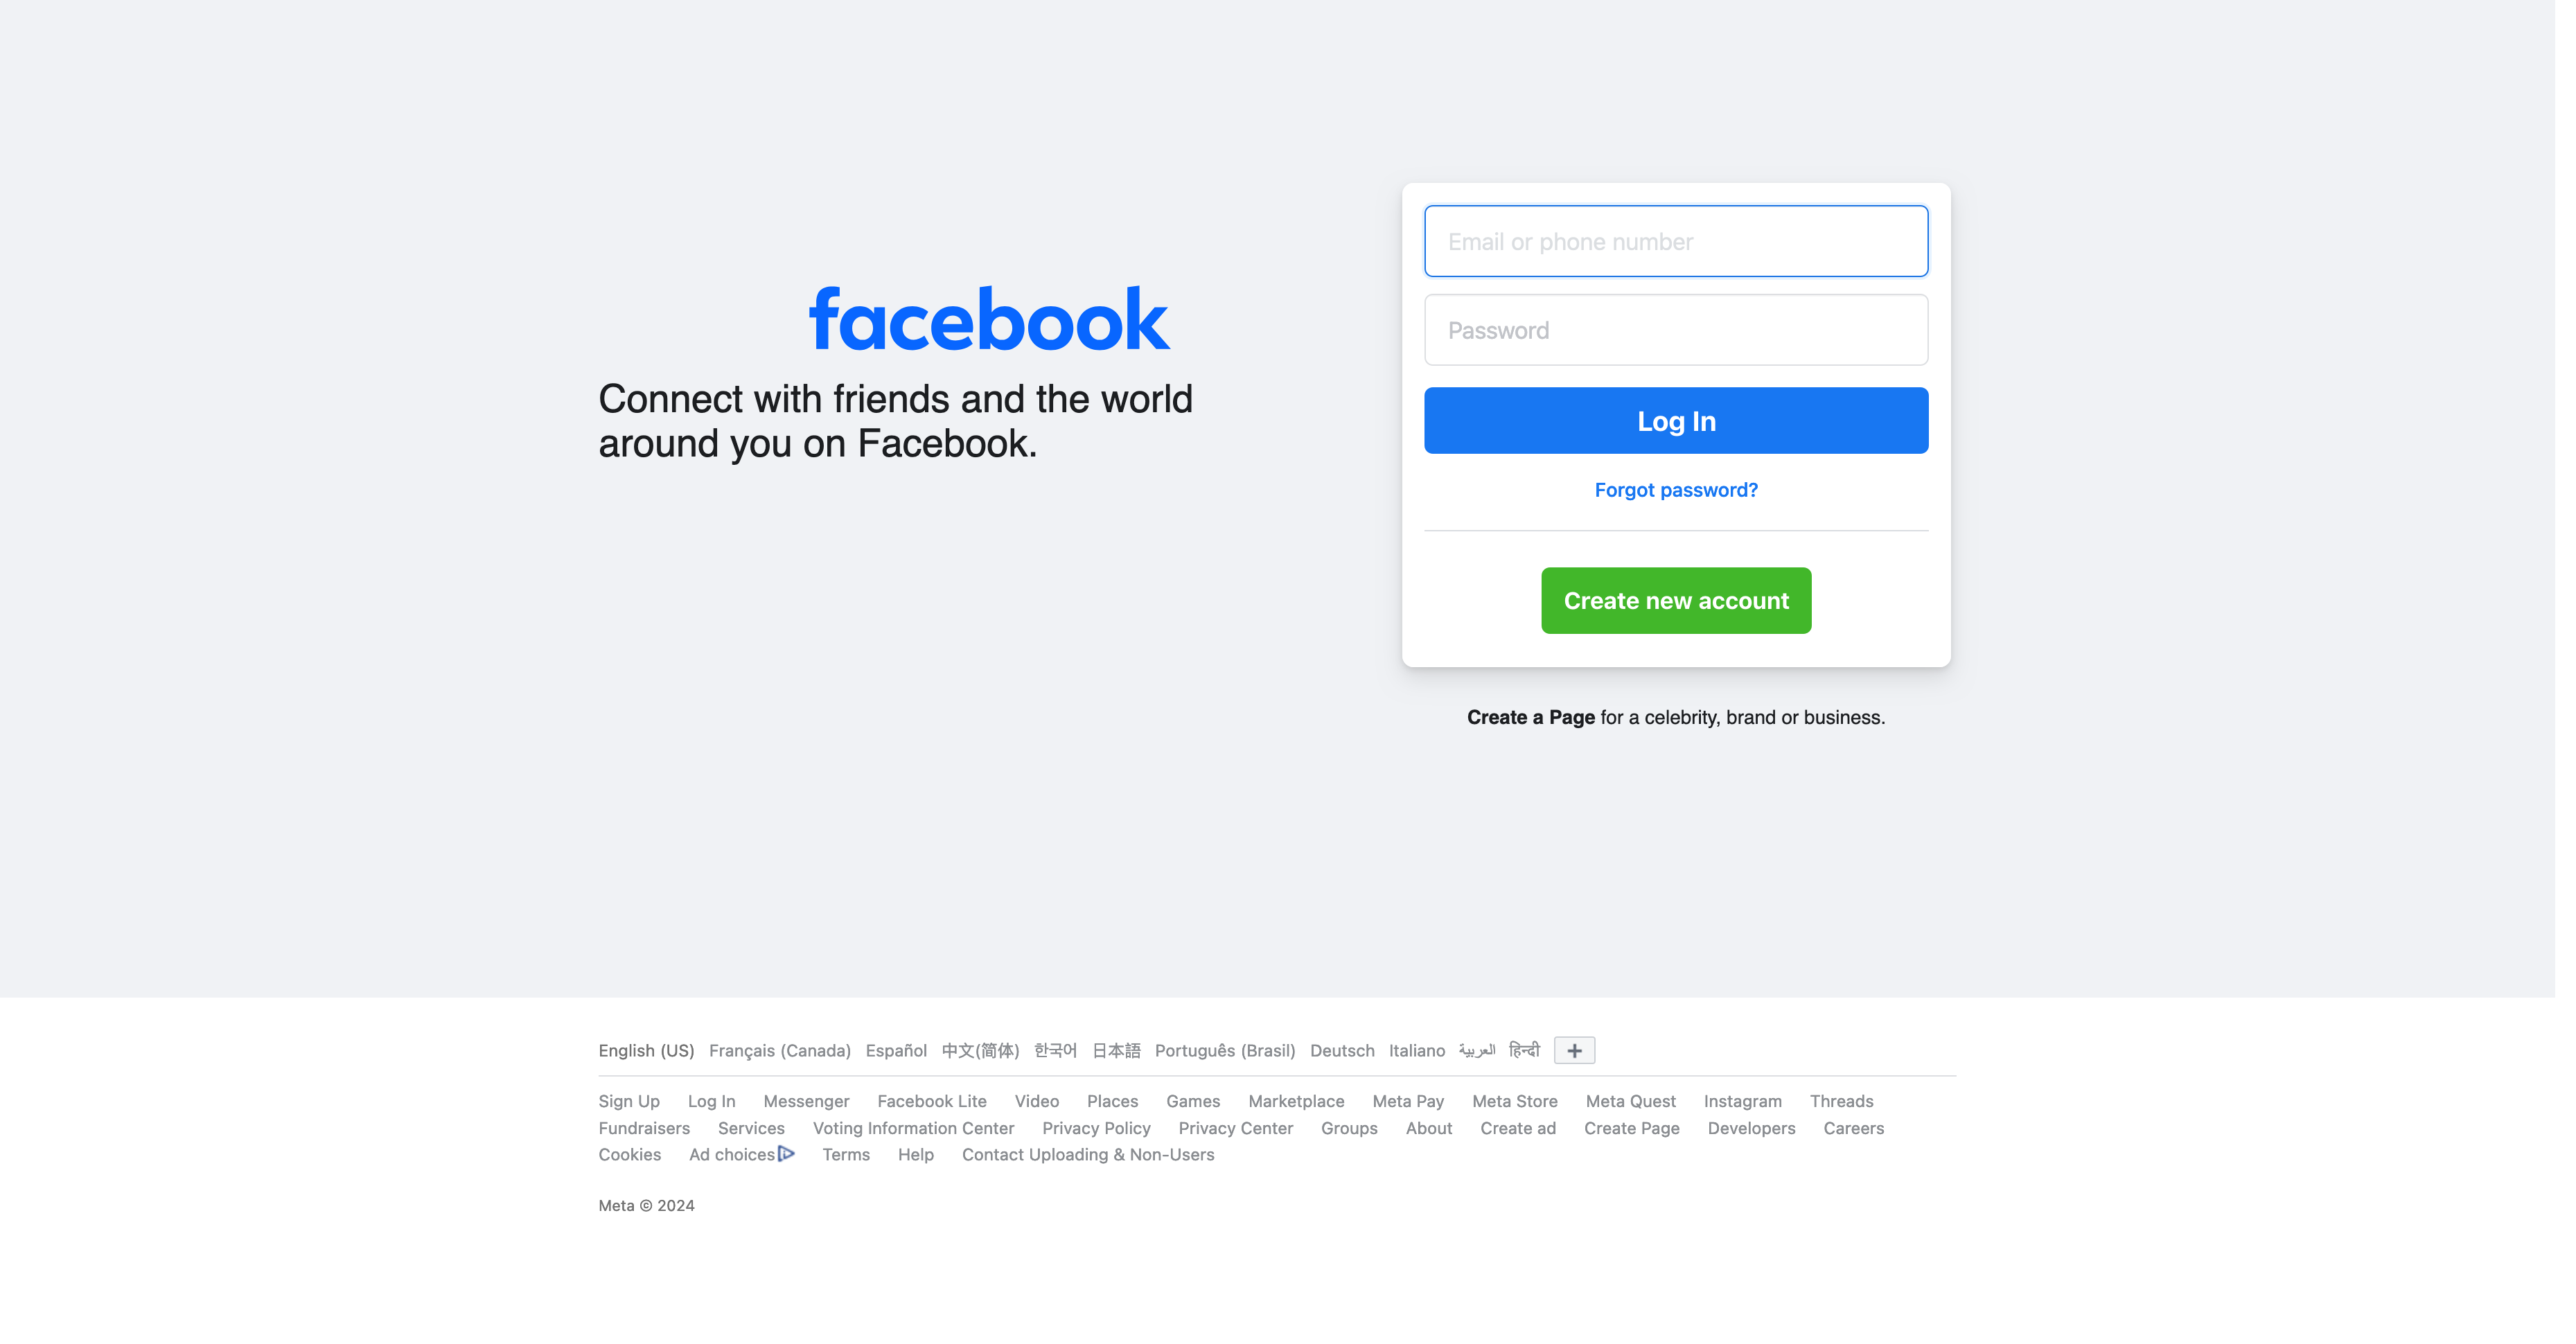 facebook
Connect with friends and the world
around you on Facebook.
Email or phone number
Password
Log In
Forgot password?
Create new account
Create a Page for a celebrity, brand or business.
English (US) Français (Canada) Español 中文(简体) 한국어 日本語 Português (Brasil) Deutsch Italiano العربية हिन्दी +
Sign Up Log In Messenger Facebook Lite Video Places Games Marketplace Meta Pay Meta Store Meta Quest Instagram Threads
Fundraisers Services Voting Information Center Privacy Policy Privacy Center Groups About Create ad Create Page Developers Careers
Cookies Ad choices Terms Help Contact Uploading & Non-Users
Meta © 2024